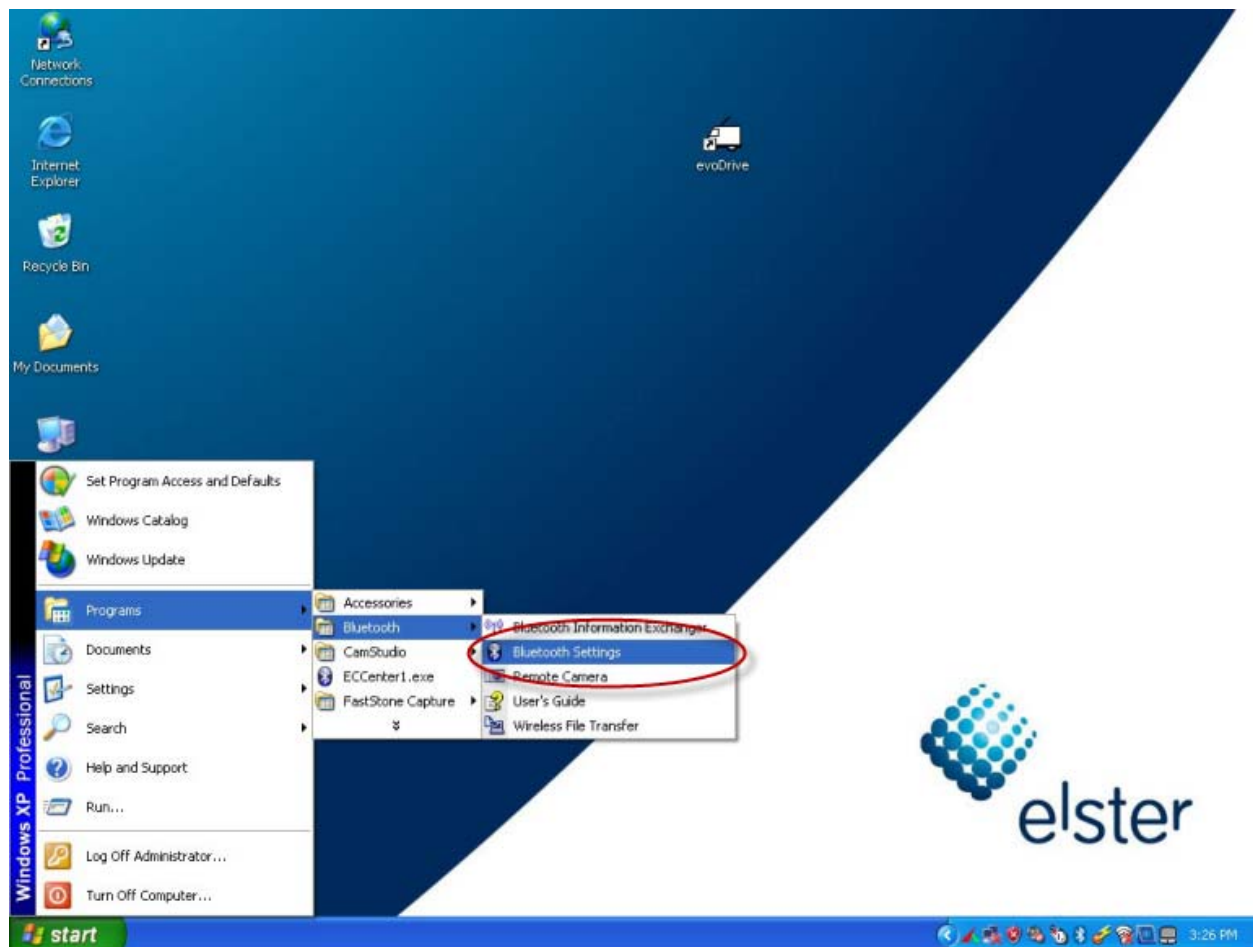 Network
Connections
Internet
Explorer
Recycle Bin
My Documents
evoDrive
Set Program Access and Defaults
Windows Catalog
Windows Update
Programs
Documents
Settings
Search
Help and Support
Run...
Log Off Administrator...
Turn Off Computer...
Windows XP Professional
Accessories
Bluetooth
CamStudio
ECCenter1.exe
FastStone Capture
Bluetooth Information Exchanger
Bluetooth Settings
Remote Camera
User's Guide
Wireless File Transfer
elster
start
3:26 PM